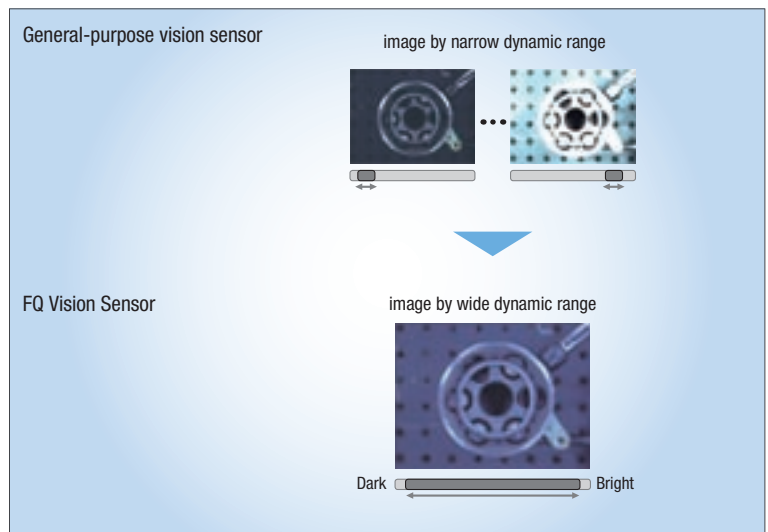 General-purpose vision sensor
image by narrow dynamic range
FQ Vision Sensor
image by wide dynamic range
Dark
Bright